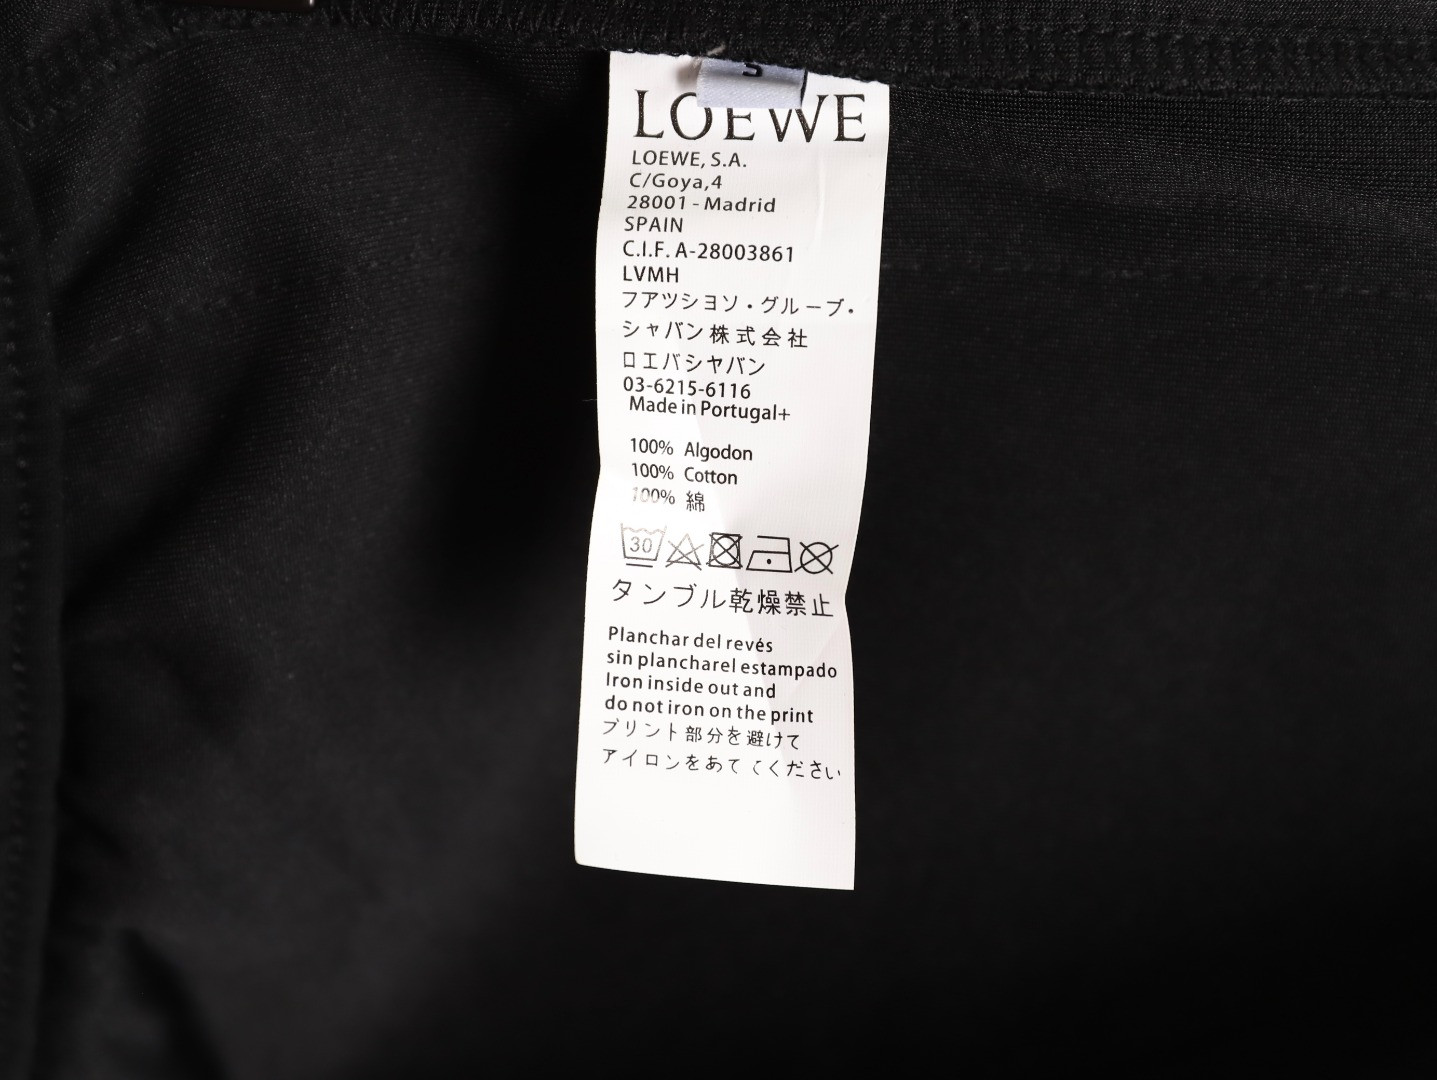 LOEWE
LOEWE, S.A.
C/Goya,4
28001 - Madrid
SPAIN
C.I.F. A-28003861
LVMH
フアツシヨソ・グループ・
シャバン株式会社
ロエバシヤバン
03-6215-6116
Made in Portugal+
100% Algodon
100% Cotton
100% 綿
30
タンブル乾燥禁止
Planchar del revés
sin plancharel estampado
Iron inside out and
do not iron on the print
プリント部分を避けて
アイロンをあててください